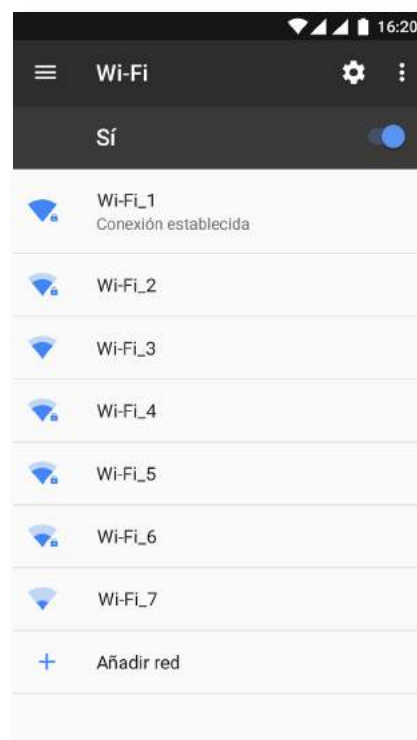 16:20
Wi-Fi
Sí
Wi-Fi_1
Conexión establecida
Wi-Fi_2
Wi-Fi_3
Wi-Fi_4
Wi-Fi_5
Wi-Fi_6
Wi-Fi_7
Añadir red